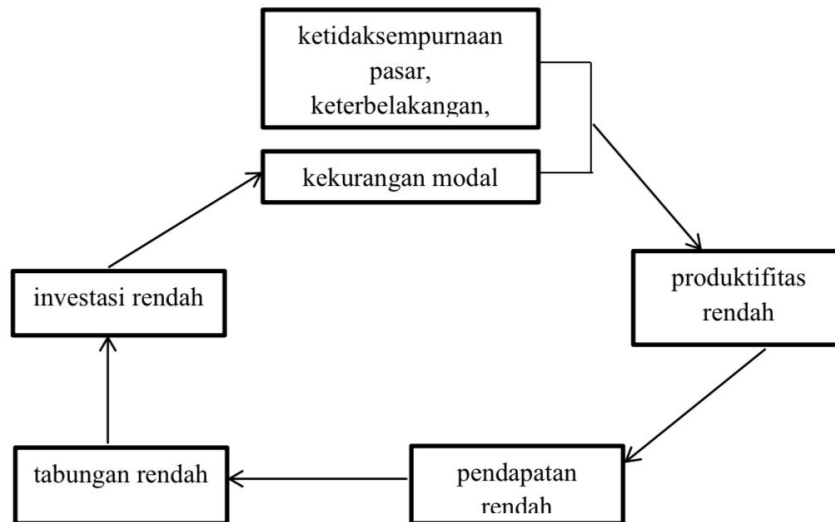 ketidaksempurnaan
pasar,
keterbelakangan,
kekurangan modal
produktifitas
rendah
investasi rendah
tabungan rendah
pendapatan
rendah